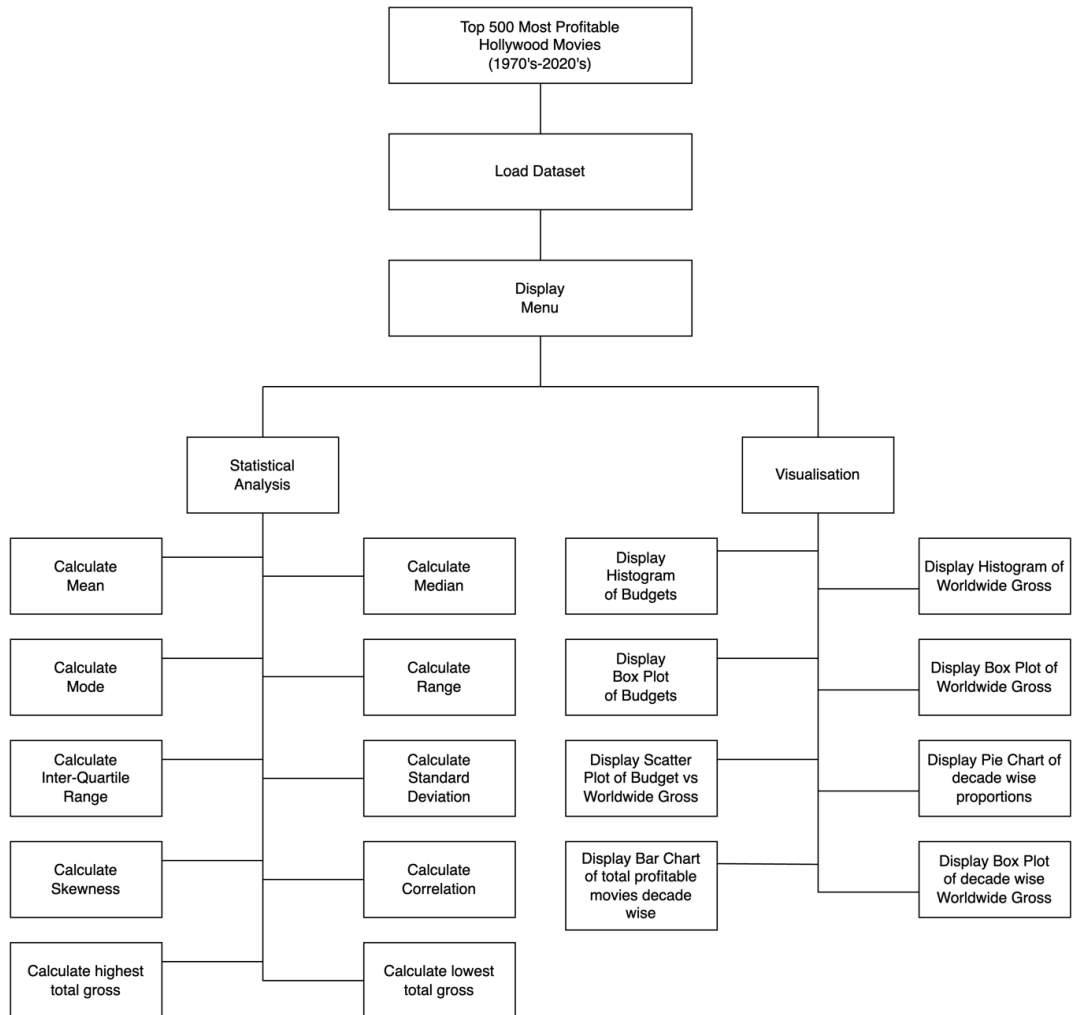 Top 500 Most Profitable
Hollywood Movies
(1970's-2020's)
Load Dataset
Display
Menu
Statistical
Analysis
Visualisation
Calculate
Mean
Calculate
Median
Display
Histogram
of Budgets
Display Histogram of
Worldwide Gross
Calculate
Mode
Calculate
Range
Display
Box Plot
of Budgets
Display Box Plot of
Worldwide Gross
Calculate
Inter-Quartile
Range
Calculate
Standard
Deviation
Display Scatter
Plot of Budget vs
Worldwide Gross
Display Pie Chart of
decade wise
proportions
Calculate
Skewness
Calculate
Correlation
Display Bar Chart
of total profitable
movies decade
wise
Display Box Plot
of decade wise
Worldwide Gross
Calculate highest
total gross
Calculate lowest
total gross